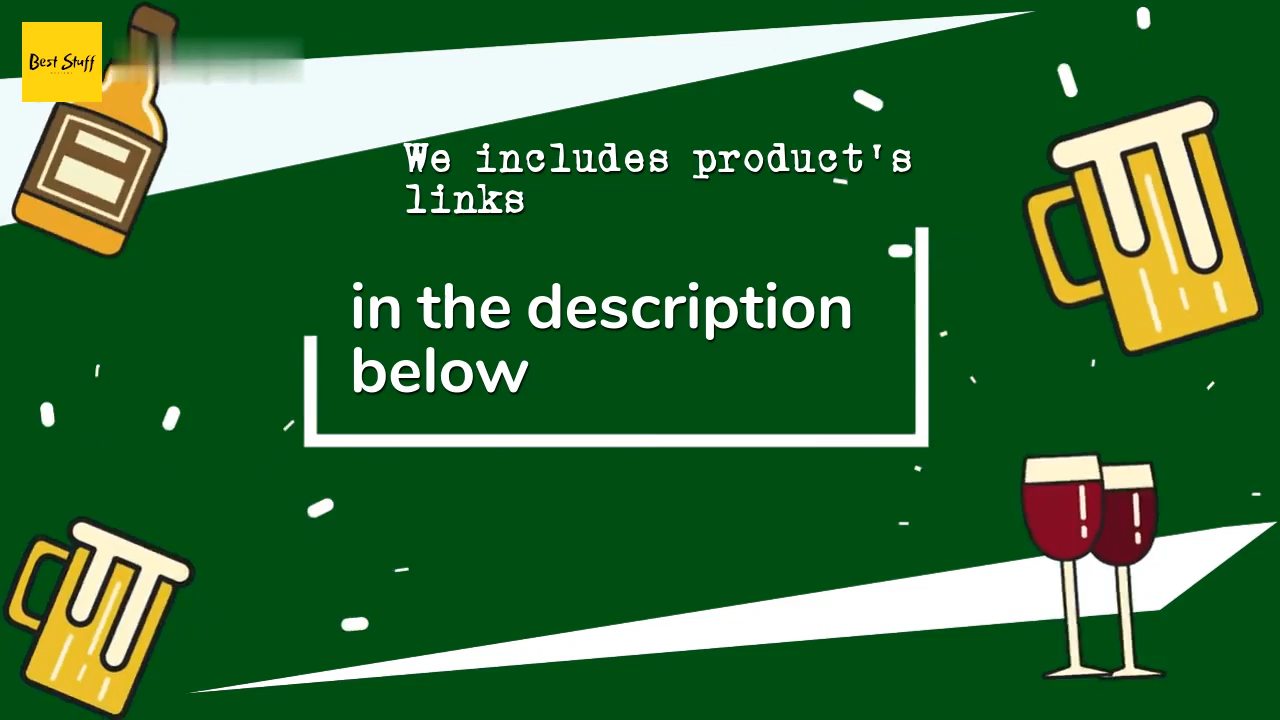 Best Stuff
We includes product's
links
in the description
below